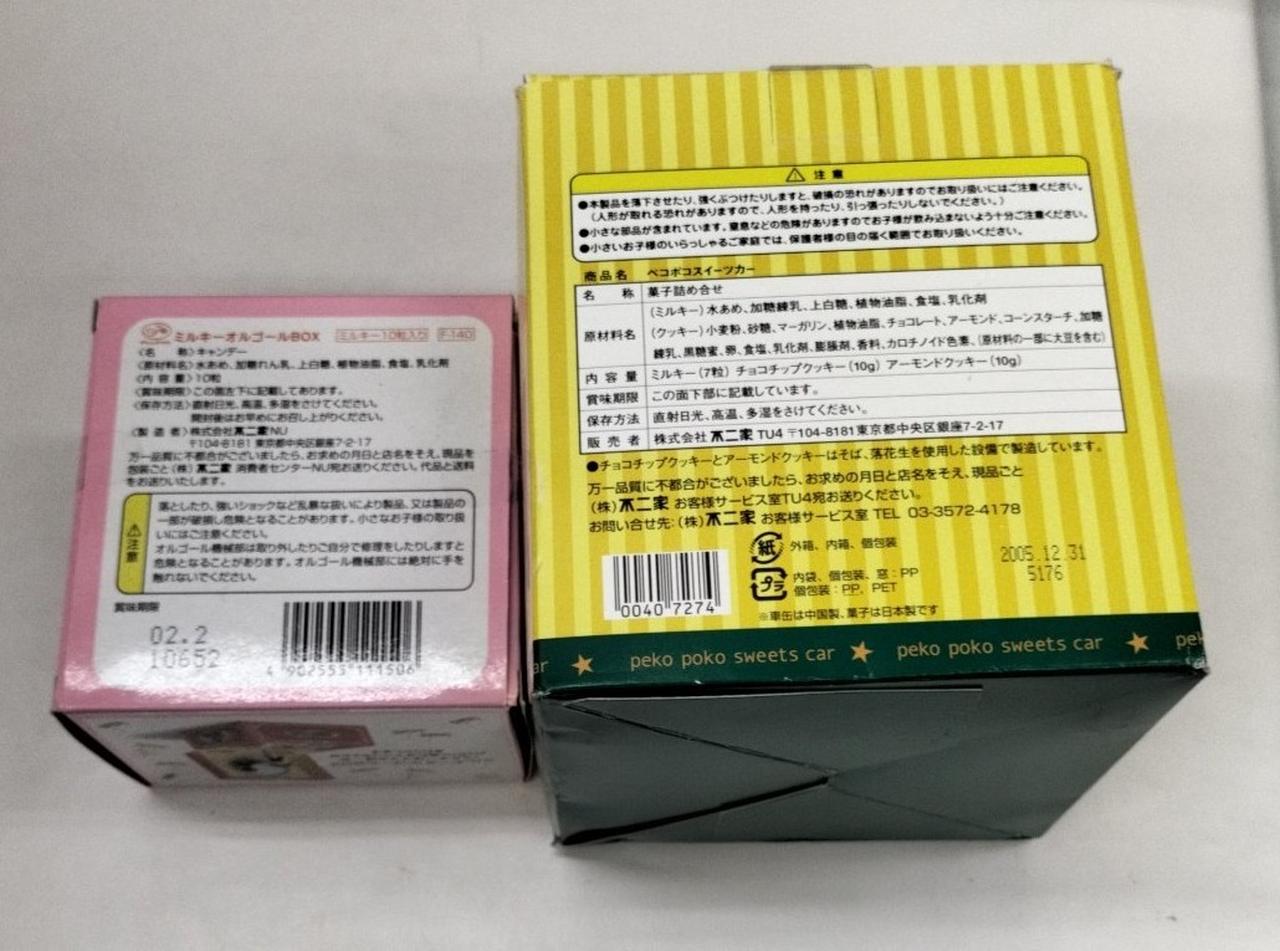 ミルキーオルゴールBOX ミルキー10粒入り F-140
〈名 称〉キャンデー
〈原材料名〉水あめ、加糖れん乳、上白糖、植物油脂、食塩、乳化剤
〈内 容 量〉10粒
〈賞味期限〉この面左下に記載してあります。
〈保存方法〉直射日光、高温、多湿をさけてください。
開封後はお早めにお召し上がりください。
〈製 造 者〉株式会社不二家NU
〒104-8181 東京都中央区銀座7-2-17
万一品質に不都合がございましたら、お求めの月日と店名をそえ、現品を
包装ごと(株)不二家 消費者センターNU宛お送りください。代品と送料
をお送りいたします。
注意
落としたり、強いショックなど乱暴な扱いにより製品、又は製品の
一部が破損し危険となることがあります。小さなお子様の取り扱
いにはご注意ください。
オルゴール機械部は取り外したりご自分で修理をしたりしますと
危険となることがあります。オルゴール機械部には絶対に手を
触れないでください。
賞味期限
02.2
10652
4 902555 111506
注意
●本製品を落下させたり、強くぶつけたりしますと、破損の恐れがありますのでお取り扱いにはご注意ください。
(人形が取れる恐れがありますので、人形を持ったり、引っ張ったりしないでください。)
●小さな部品が含まれています。窒息などの危険がありますのでお子様が飲み込まないよう十分ご注意ください。
●小さいお子様のいらっしゃるご家庭では、保護者様の目の届く範囲でお取り扱いください。
商品名 ペコポコスイーツカー
名 称 菓子詰め合せ
原材料名 (ミルキー)水あめ、加糖練乳、上白糖、植物油脂、食塩、乳化剤
(クッキー)小麦粉、砂糖、マーガリン、植物油脂、チョコレート、アーモンド、コーンスターチ、加糖
練乳、黒糖蜜、卵、食塩、乳化剤、膨脹剤、香料、カロチノイド色素、(原材料の一部に大豆を含む)
内 容 量 ミルキー(7粒) チョコチップクッキー(10g) アーモンドクッキー(10g)
賞味期限 この面下部に記載しています。
保存方法 直射日光、高温、多湿をさけてください。
販 売 者 株式会社 不二家 TU4 〒104-8181東京都中央区銀座7-2-17
●チョコチップクッキーとアーモンドクッキーはそば、落花生を使用した設備で製造しています。
万一品質に不都合がございましたら、お求めの月日と店名をそえ、現品ごと
(株)不二家 お客様サービス室TU4宛お送りください。
お問い合せ先:(株)不二家 お客様サービス室 TEL 03-3572-4178
紙 外箱、内箱、個包装
プラ 内袋、個包装、窓:PP
個包装:PP、PET
2005.12.31
5176
0040 7274
※車缶は中国製、菓子は日本製です
ar ★ peko poko sweets car ★ peko poko sweets car ★ pek